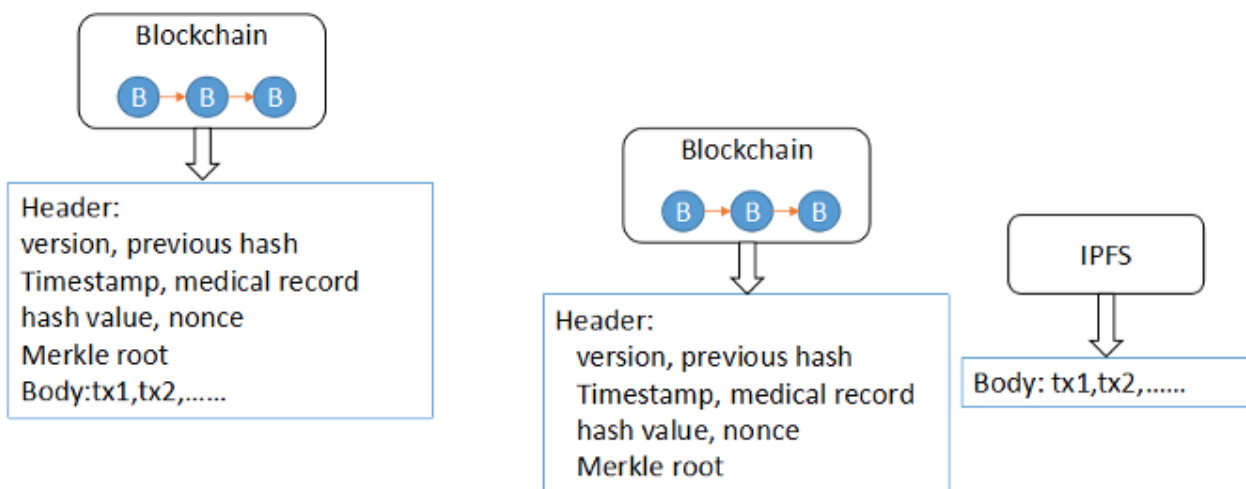 Blockchain
B B B
Header:
version, previous hash
Timestamp, medical record
hash value, nonce
Merkle root
Body:tx1,tx2,......
Blockchain
B B B
Header:
version, previous hash
Timestamp, medical record
hash value, nonce
Merkle root
IPFS
Body: tx1,tx2,......